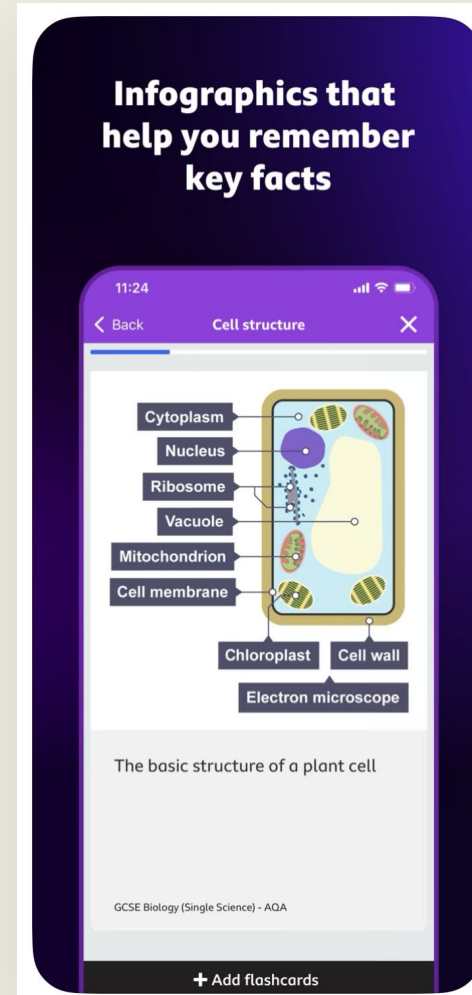 Infographics that
help you remember
key facts
11:24
Back
Cell structure
Cytoplasm
Nucleus
Ribosome
Vacuole
Mitochondrion
Cell membrane
Chloroplast
Cell wall
Electron microscope
The basic structure of a plant cell
GCSE Biology (Single Science) - AQA
+ Add flashcards